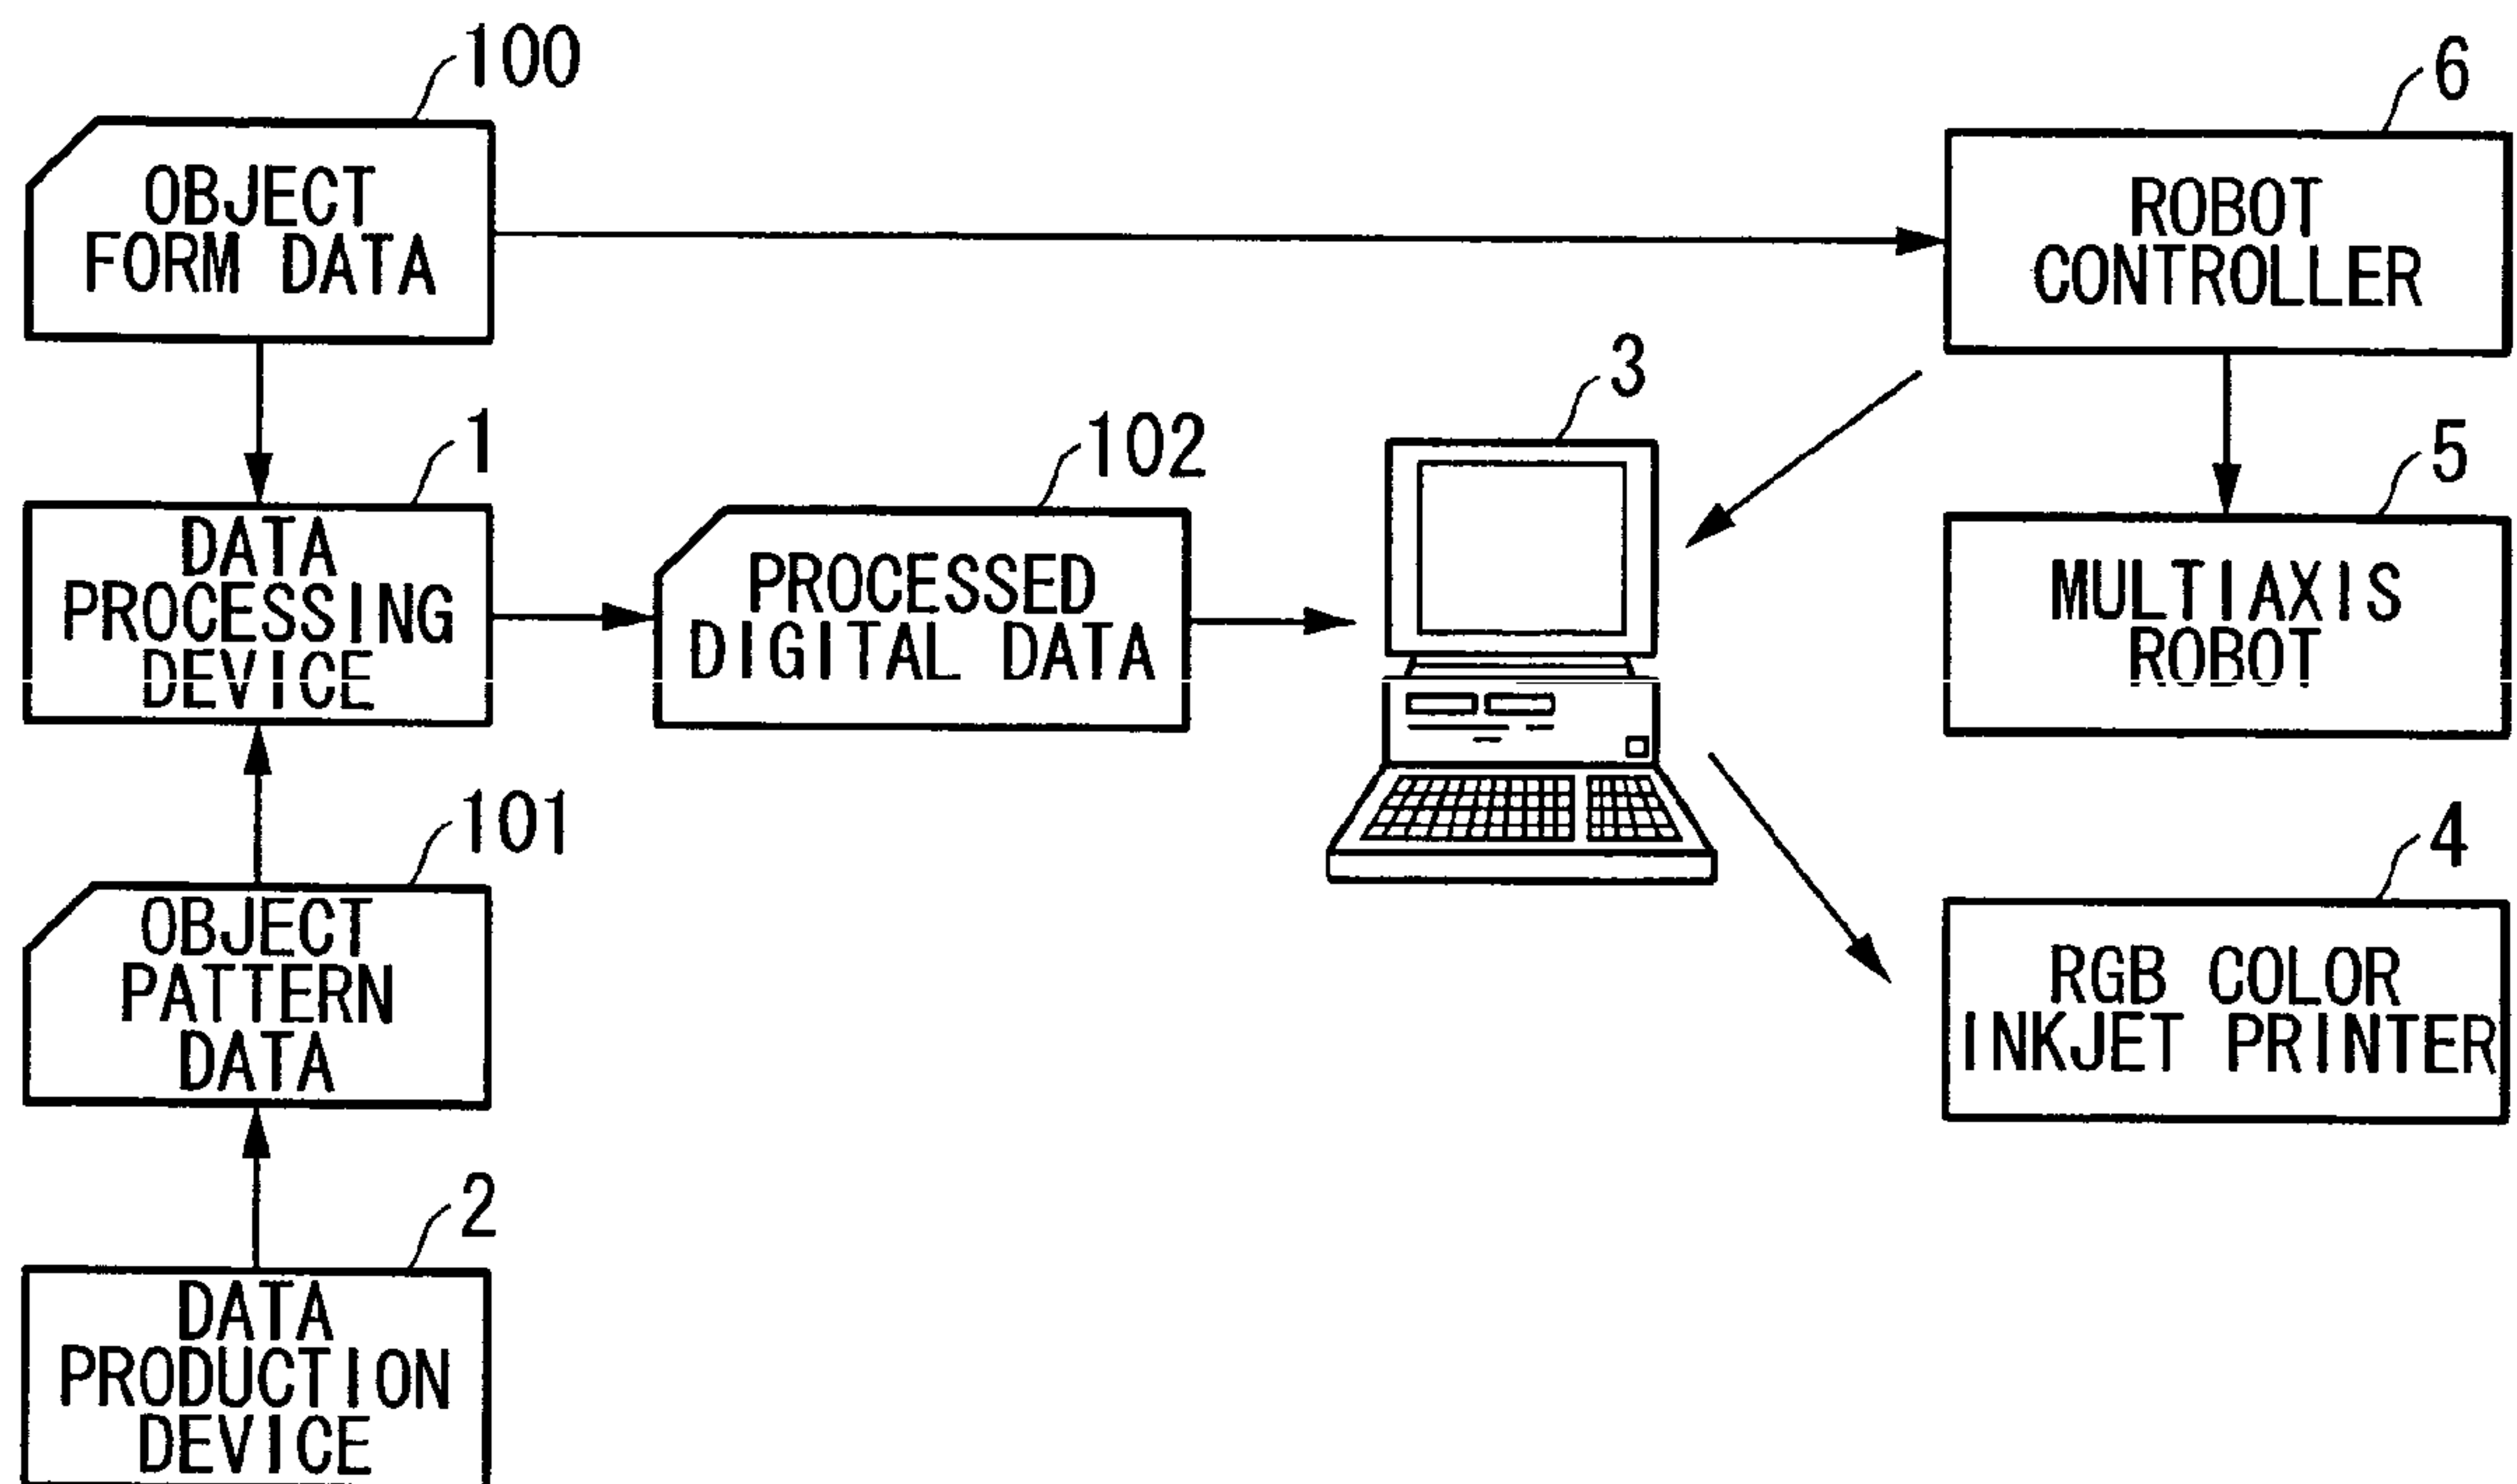 100
OBJECT
FORM DATA
6
ROBOT
CONTROLLER
1
DATA
PROCESSING
DEVICE
102
PROCESSED
DIGITAL DATA
3
5
MULTIAXIS
ROBOT
101
OBJECT
PATTERN
DATA
4
RGB COLOR
INKJET PRINTER
2
DATA
PRODUCTION
DEVICE